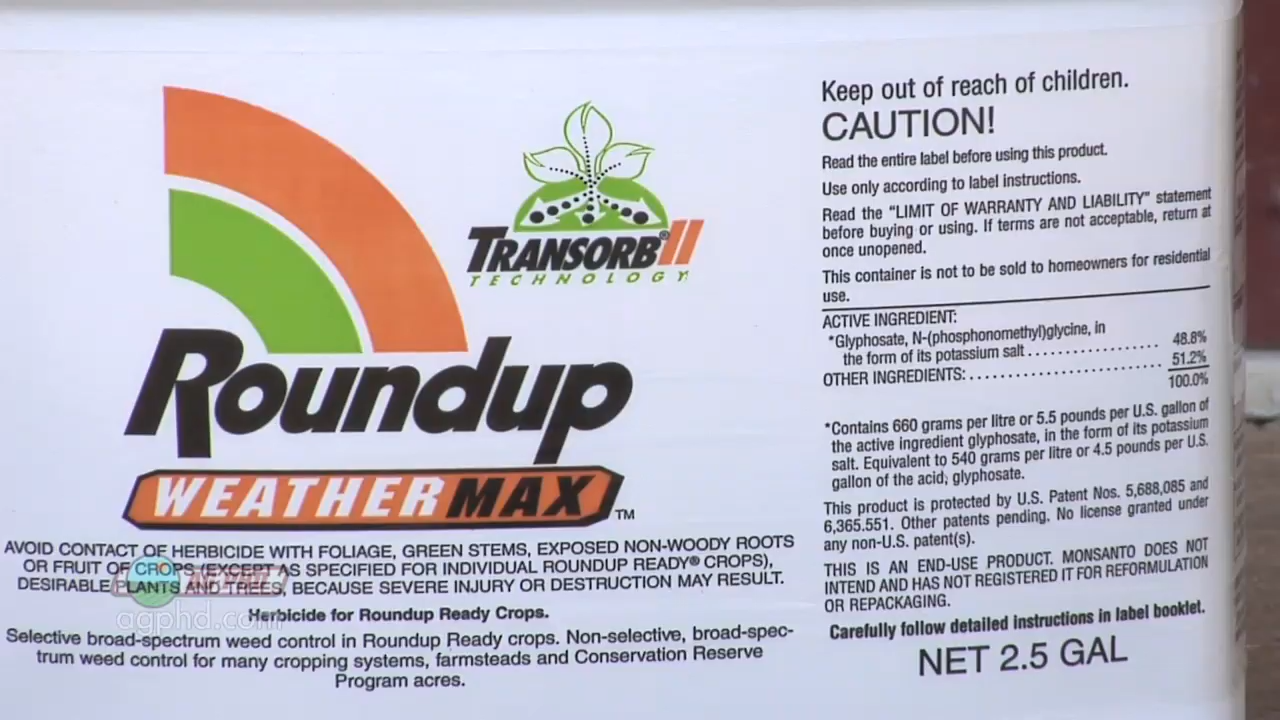 TRANSORB® II
TECHNOLOGY
Roundup
WEATHERMAX™
AVOID CONTACT OF HERBICIDE WITH FOLIAGE, GREEN STEMS, EXPOSED NON-WOODY ROOTS
OR FRUIT OF CROPS (EXCEPT AS SPECIFIED FOR INDIVIDUAL ROUNDUP READY® CROPS),
DESIRABLE PLANTS AND TREES, BECAUSE SEVERE INJURY OR DESTRUCTION MAY RESULT.
Herbicide for Roundup Ready Crops.
Selective broad-spectrum weed control in Roundup Ready crops. Non-selective, broad-spec-
trum weed control for many cropping systems, farmsteads and Conservation Reserve
Program acres.
agphd.com
Keep out of reach of children.
CAUTION!
Read the entire label before using this product.
Use only according to label instructions.
Read the “LIMIT OF WARRANTY AND LIABILITY” statement
before buying or using. If terms are not acceptable, return at
once unopened.
This container is not to be sold to homeowners for residential
use.
ACTIVE INGREDIENT:
*Glyphosate, N-(phosphonomethyl)glycine, in
the form of its potassium salt . . . . . . . . . . . . . . . . . . . 48.8%
OTHER INGREDIENTS: . . . . . . . . . . . . . . . . . . . . . . . . . . . 51.2%
100.0%
*Contains 660 grams per litre or 5.5 pounds per U.S. gallon of
the active ingredient glyphosate, in the form of its potassium
salt. Equivalent to 540 grams per litre or 4.5 pounds per U.S.
gallon of the acid, glyphosate.
This product is protected by U.S. Patent Nos. 5,688,085 and
6,365.551. Other patents pending. No license granted under
any non-U.S. patent(s).
THIS IS AN END-USE PRODUCT. MONSANTO DOES NOT
INTEND AND HAS NOT REGISTERED IT FOR REFORMULATION
OR REPACKAGING.
Carefully follow detailed instructions in label booklet.
NET 2.5 GAL